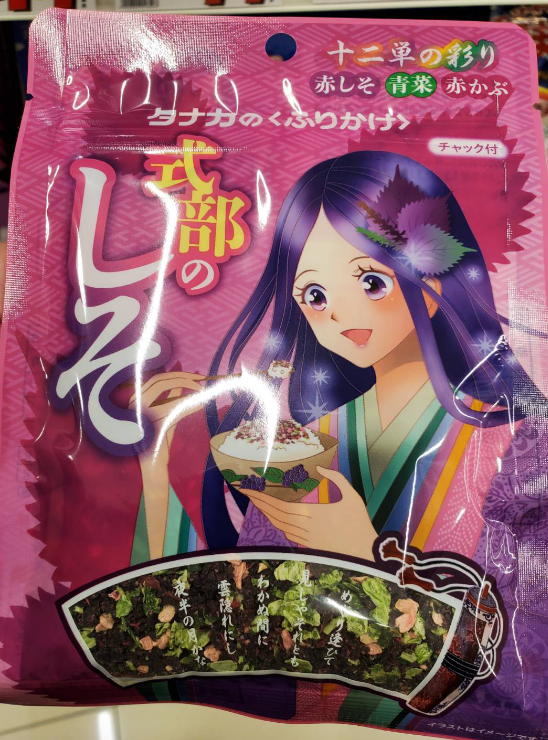 十二単の彩り
赤しそ 青菜 赤かぶ
タナカの<ふりかけ>
チャック付
式部の
しそ
めぐり逢ひて
見しやそれとも
わかぬ間に
雲隠れにし
夜半の月かな
イラストはイメージです